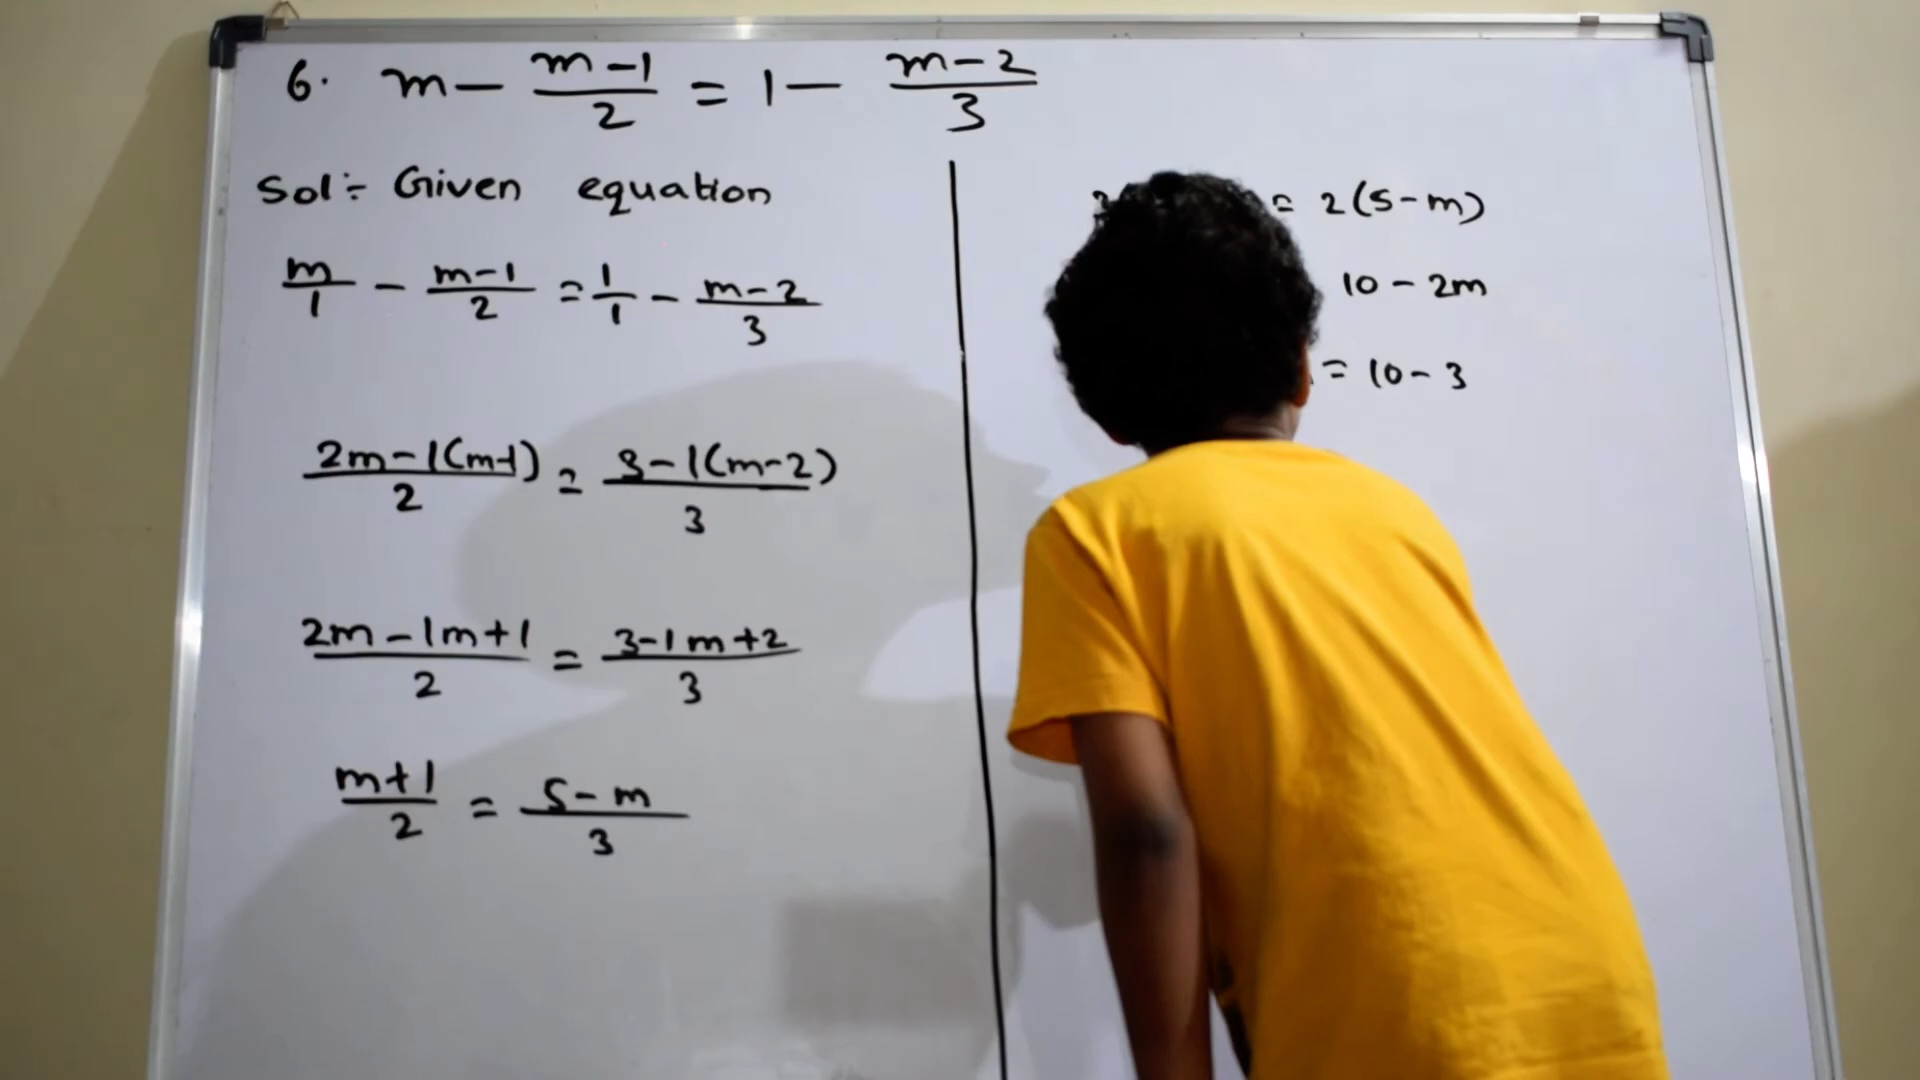 6. m - (m-1)/2 = 1 - (m-2)/3
Sol:- Given equation
m/1 - (m-1)/2 = 1/1 - (m-2)/3
(2m-1(m-1))/2 = (3-1(m-2))/3
(2m-1m+1)/2 = (3-1m+2)/3
(m+1)/2 = (5-m)/3
= 2(5-m)
10-2m
= 10-3